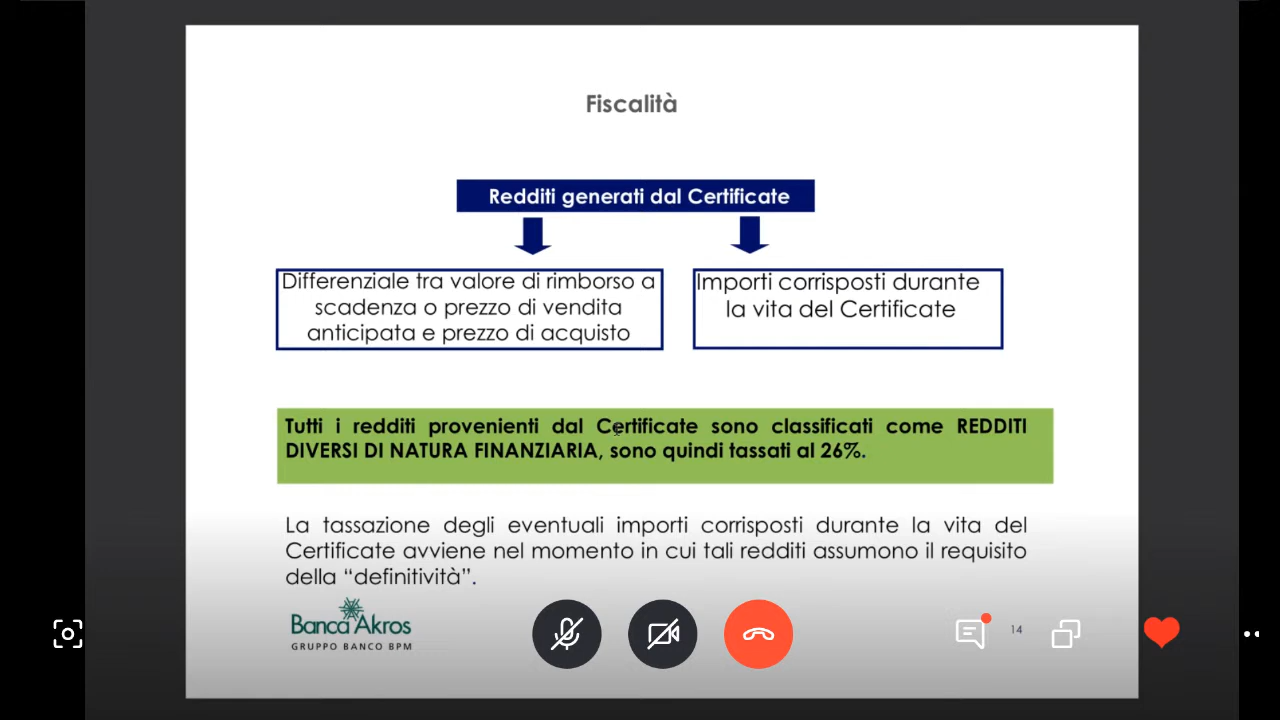 Fiscalità
Redditi generati dal Certificate
Differenziale tra valore di rimborso a
scadenza o prezzo di vendita
anticipata e prezzo di acquisto
Importi corrisposti durante
la vita del Certificate
Tutti i redditi provenienti dal Certificate sono classificati come REDDITI
DIVERSI DI NATURA FINANZIARIA, sono quindi tassati al 26%.
La tassazione degli eventuali importi corrisposti durante la vita del
Certificate avviene nel momento in cui tali redditi assumono il requisito
della “definitività”.
Banca Akros
GRUPPO BANCO BPM
14